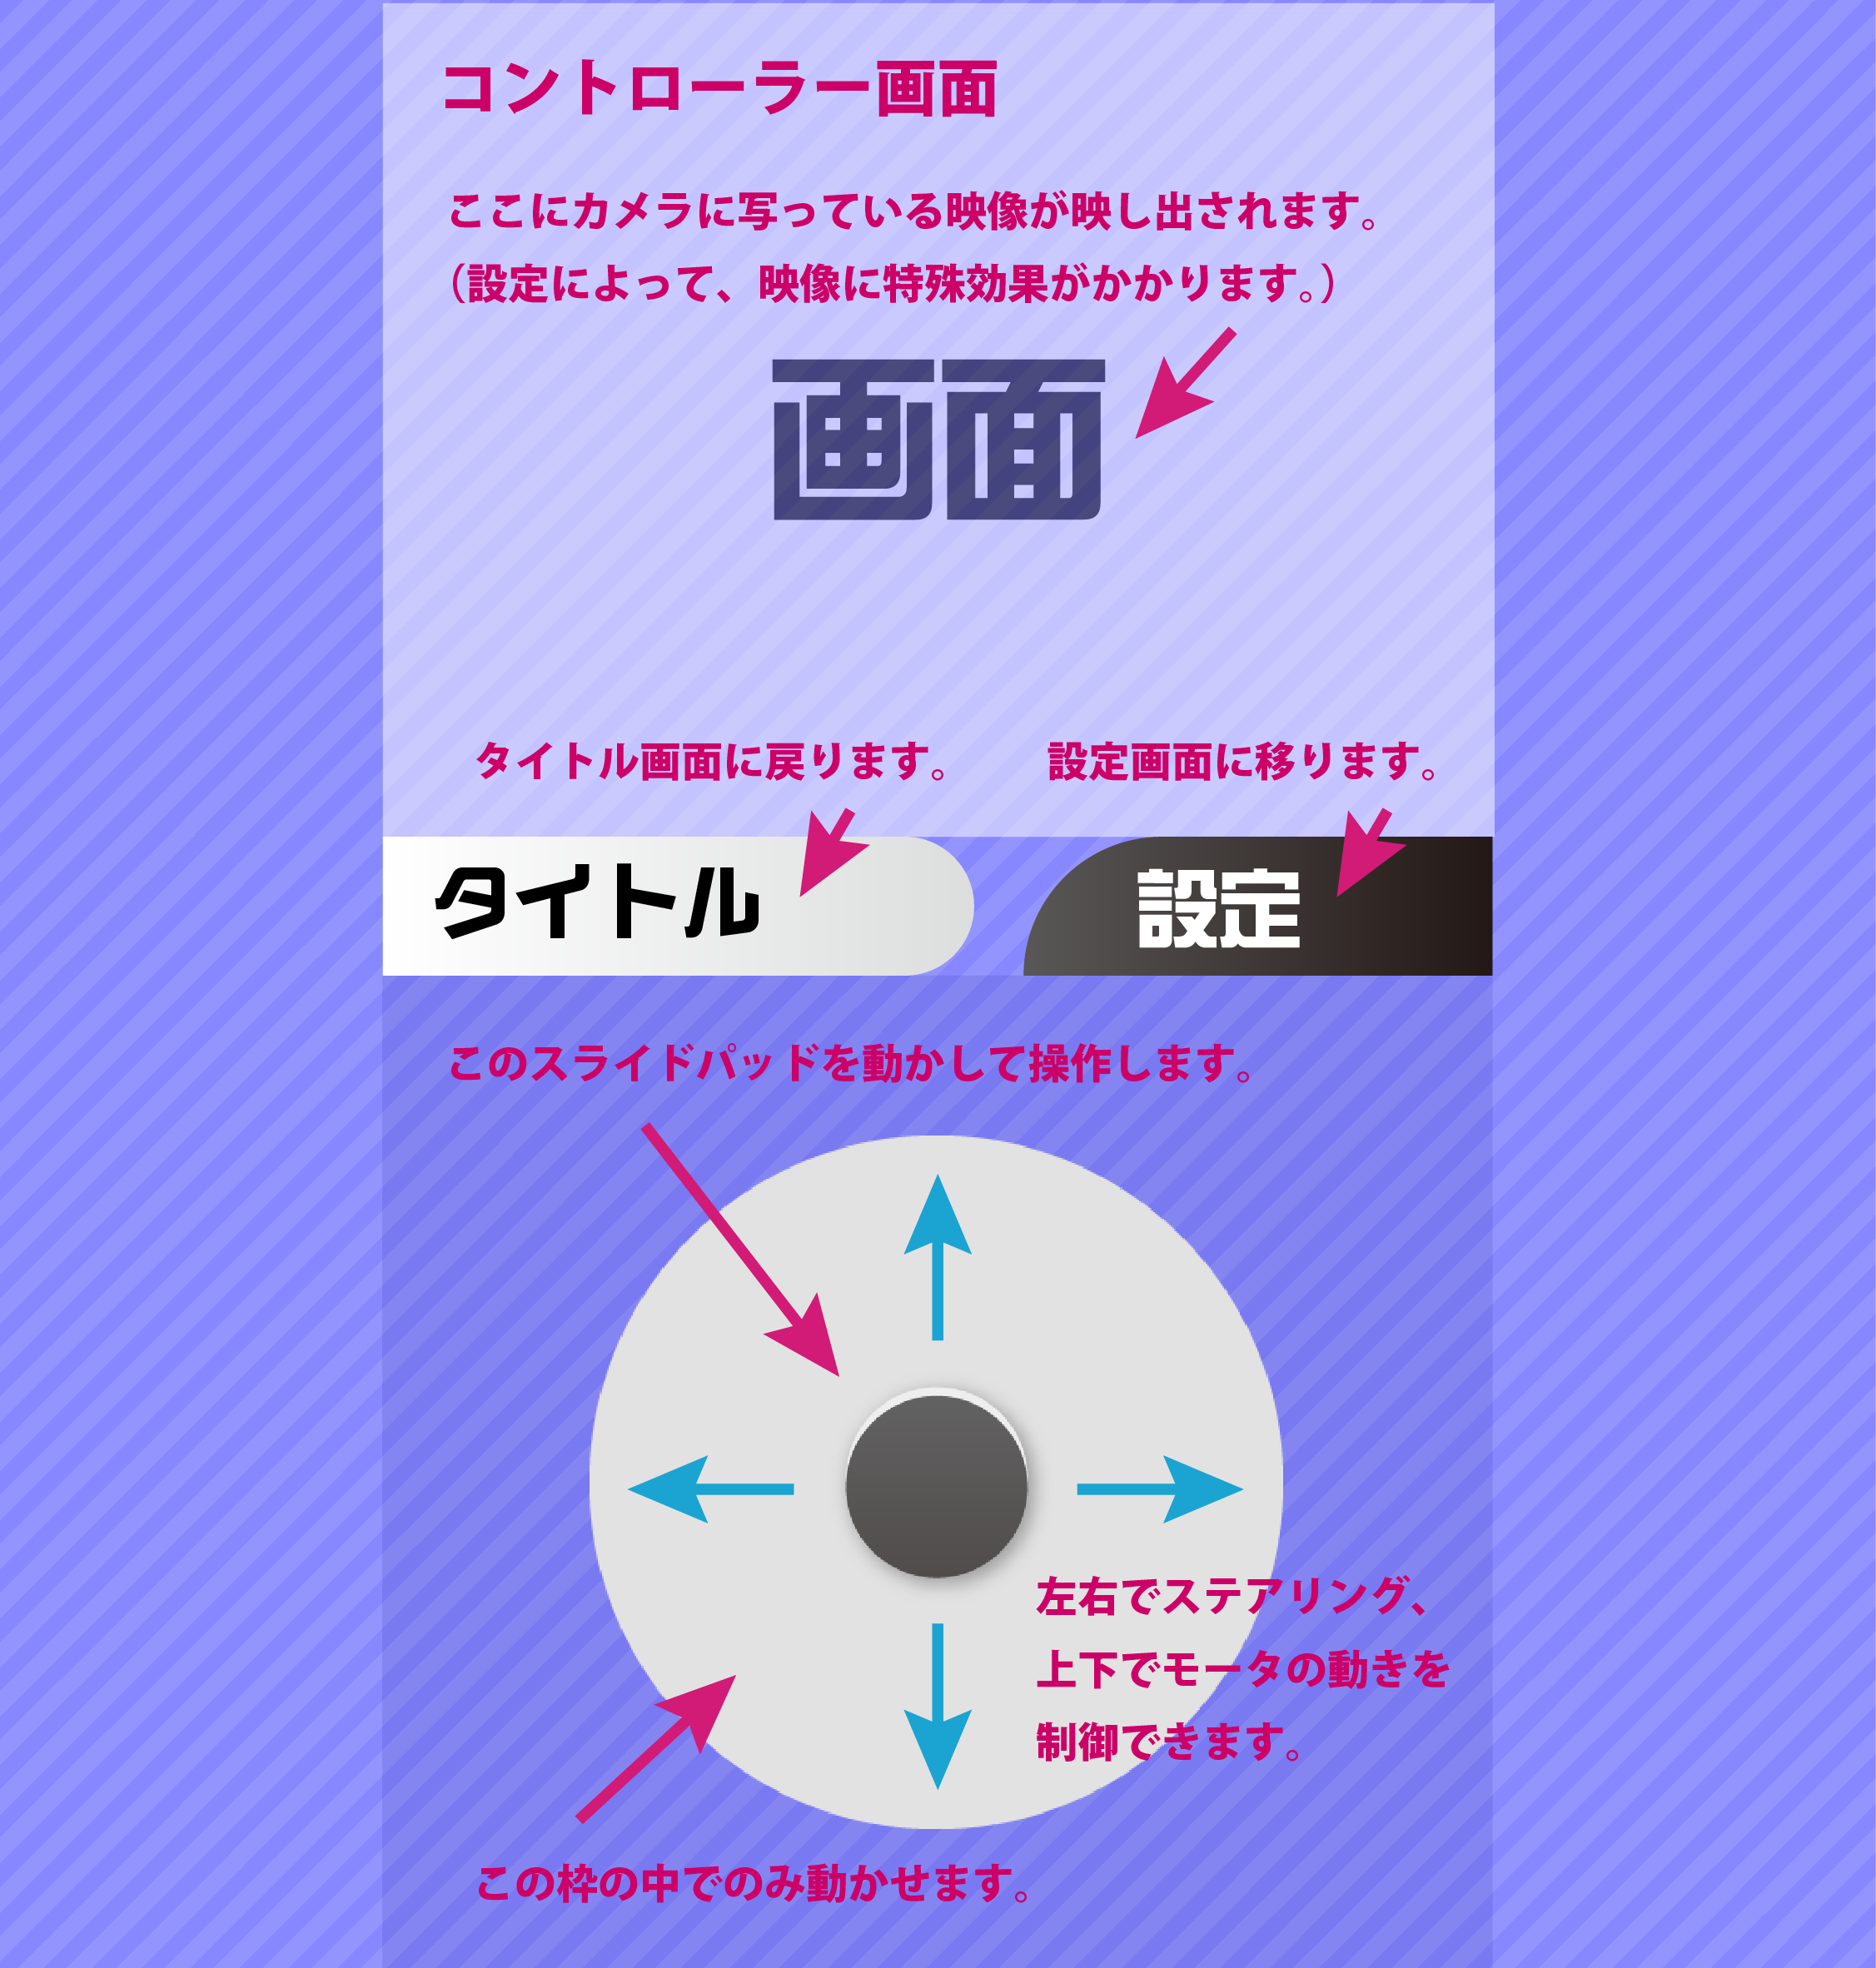 コントローラー画面
ここにカメラに写っている映像が映し出されます。
（設定によって、映像に特殊効果がかかります。）
画面
タイトル画面に戻ります。
設定画面に移ります。
タイトル
設定
このスライドパッドを動かして操作します。
左右でステアリング、
上下でモータの動きを
制御できます。
この枠の中でのみ動かせます。